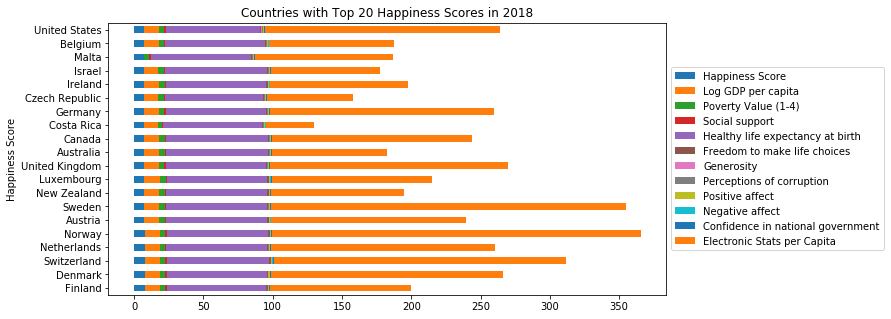 Countries with Top 20 Happiness Scores in 2018
Happiness Score
United States
Belgium
Malta
Israel
Ireland
Czech Republic
Germany
Costa Rica
Canada
Australia
United Kingdom
Luxembourg
New Zealand
Sweden
Austria
Norway
Netherlands
Switzerland
Denmark
Finland
0 50 100 150 200 250 300 350
Happiness Score
Log GDP per capita
Poverty Value (1-4)
Social support
Healthy life expectancy at birth
Freedom to make life choices
Generosity
Perceptions of corruption
Positive affect
Negative affect
Confidence in national government
Electronic Stats per Capita